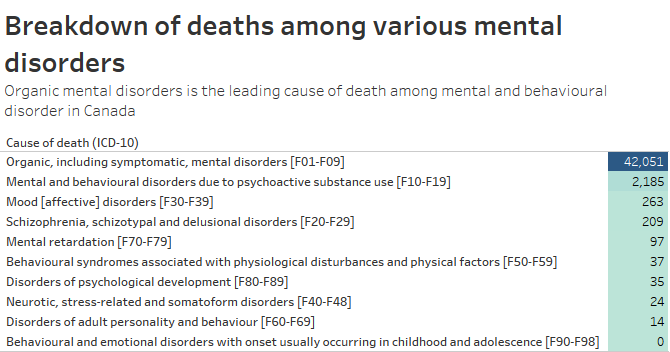 Breakdown of deaths among various mental
disorders
Organic mental disorders is the leading cause of death among mental and behavioural
disorder in Canada
Cause of death (ICD-10)
Organic, including symptomatic, mental disorders [F01-F09] 42,051
Mental and behavioural disorders due to psychoactive substance use [F10-F19] 2,185
Mood [affective] disorders [F30-F39] 263
Schizophrenia, schizotypal and delusional disorders [F20-F29] 209
Mental retardation [F70-F79] 97
Behavioural syndromes associated with physiological disturbances and physical factors [F50-F59] 37
Disorders of psychological development [F80-F89] 35
Neurotic, stress-related and somatoform disorders [F40-F48] 24
Disorders of adult personality and behaviour [F60-F69] 14
Behavioural and emotional disorders with onset usually occurring in childhood and adolescence [F90-F98] 0